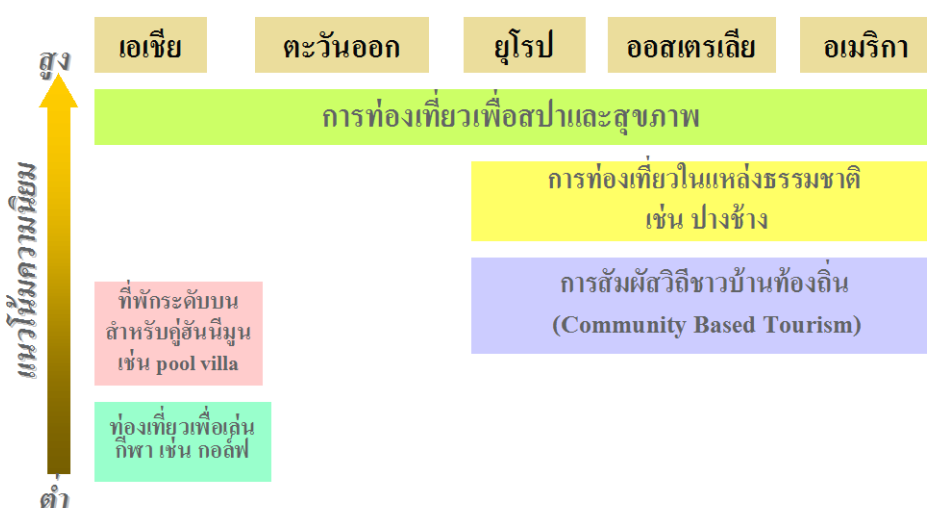 เอเชีย
ตะวันออก
ยุโรป
ออสเตรเลีย
อเมริกา
สูง
แนวโน้มความนิยม
ต่ำ
การท่องเที่ยวเพื่อสปาและสุขภาพ
การท่องเที่ยวในแหล่งธรรมชาติ
เช่น ปางช้าง
การสัมผัสวิถีชาวบ้านท้องถิ่น
(Community Based Tourism)
ที่พักระดับบน
สำหรับคู่ฮันนีมูน
เช่น pool villa
ท่องเที่ยวเพื่อเล่น
กีฬา เช่น กอล์ฟ